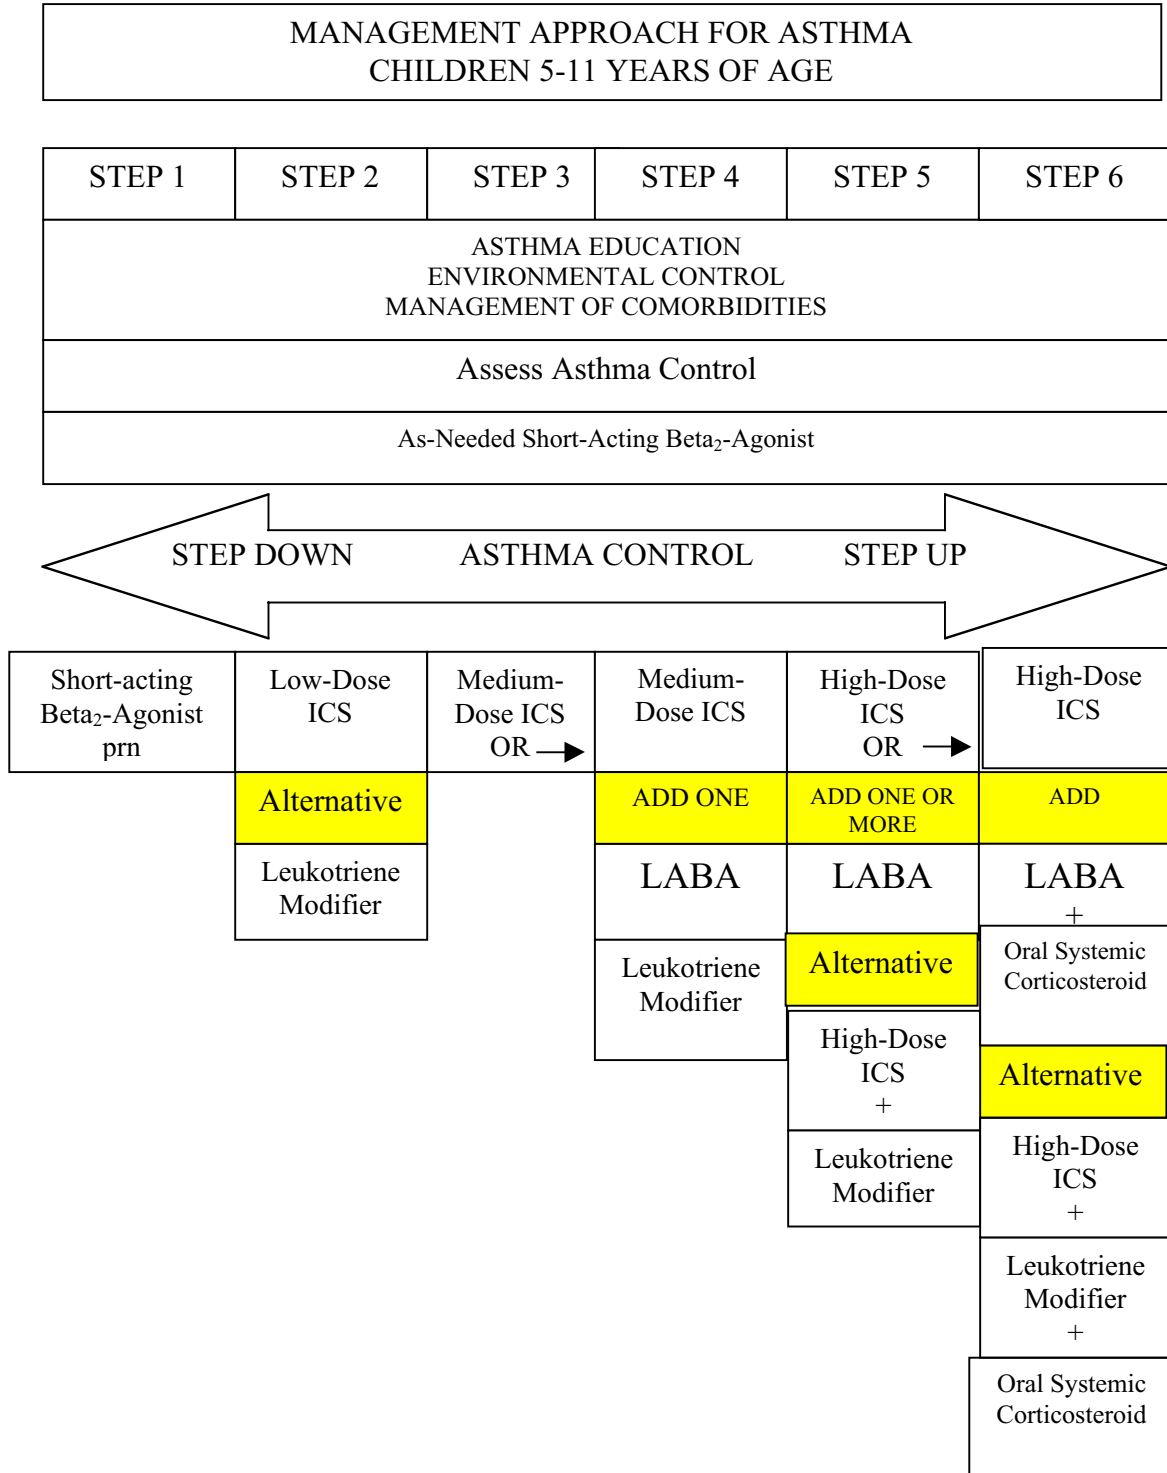 MANAGEMENT APPROACH FOR ASTHMA
CHILDREN 5-11 YEARS OF AGE
STEP 1
STEP 2
STEP 3
STEP 4
STEP 5
STEP 6
ASTHMA EDUCATION
ENVIRONMENTAL CONTROL
MANAGEMENT OF COMORBIDITIES
Assess Asthma Control
As-Needed Short-Acting Beta₂-Agonist
STEP DOWN
ASTHMA CONTROL
STEP UP
Short-acting
Beta₂-Agonist
prn
Low-Dose
ICS
Alternative
Leukotriene
Modifier
Medium-
Dose ICS
OR
Medium-
Dose ICS
ADD ONE
LABA
Leukotriene
Modifier
High-Dose
ICS
OR
ADD ONE OR
MORE
LABA
Alternative
High-Dose
ICS
+
Leukotriene
Modifier
High-Dose
ICS
ADD
LABA
+
Oral Systemic
Corticosteroid
Alternative
High-Dose
ICS
+
Leukotriene
Modifier
+
Oral Systemic
Corticosteroid